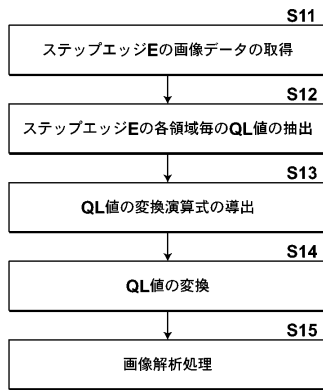 S11
ステップエッジEの画像データの取得
S12
ステップエッジEの各領域毎のQL値の抽出
S13
QL値の変換演算式の導出
S14
QL値の変換
S15
画像解析処理